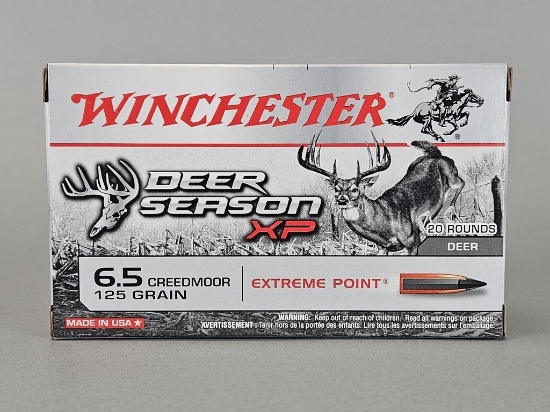 WINCHESTER®
DEER
SEASON
XP
20 ROUNDS
DEER
6.5 CREEDMOOR
125 GRAIN
EXTREME POINT®
MADE IN USA★
WARNING: Keep out of reach of children. Read all warnings on package.
AVERTISSEMENT: Tenir hors de la portée des enfants. Lire tous les avertissements sur l'emballage.